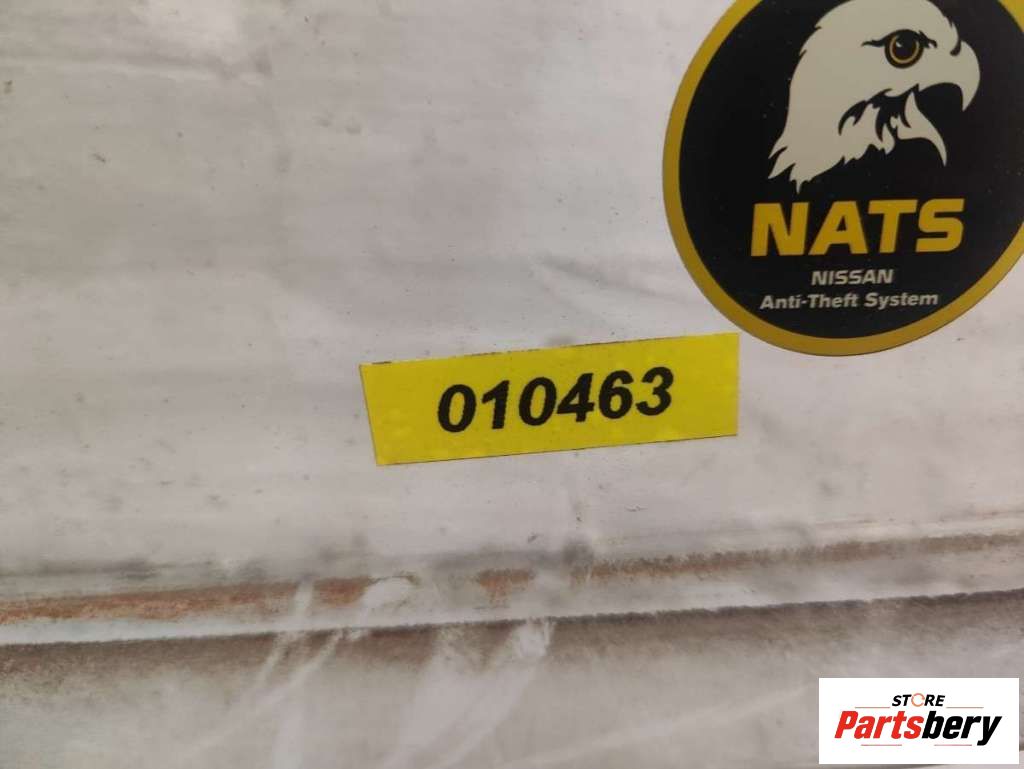 NATS
NISSAN
Anti-Theft System
010463
STORE
Partsbery